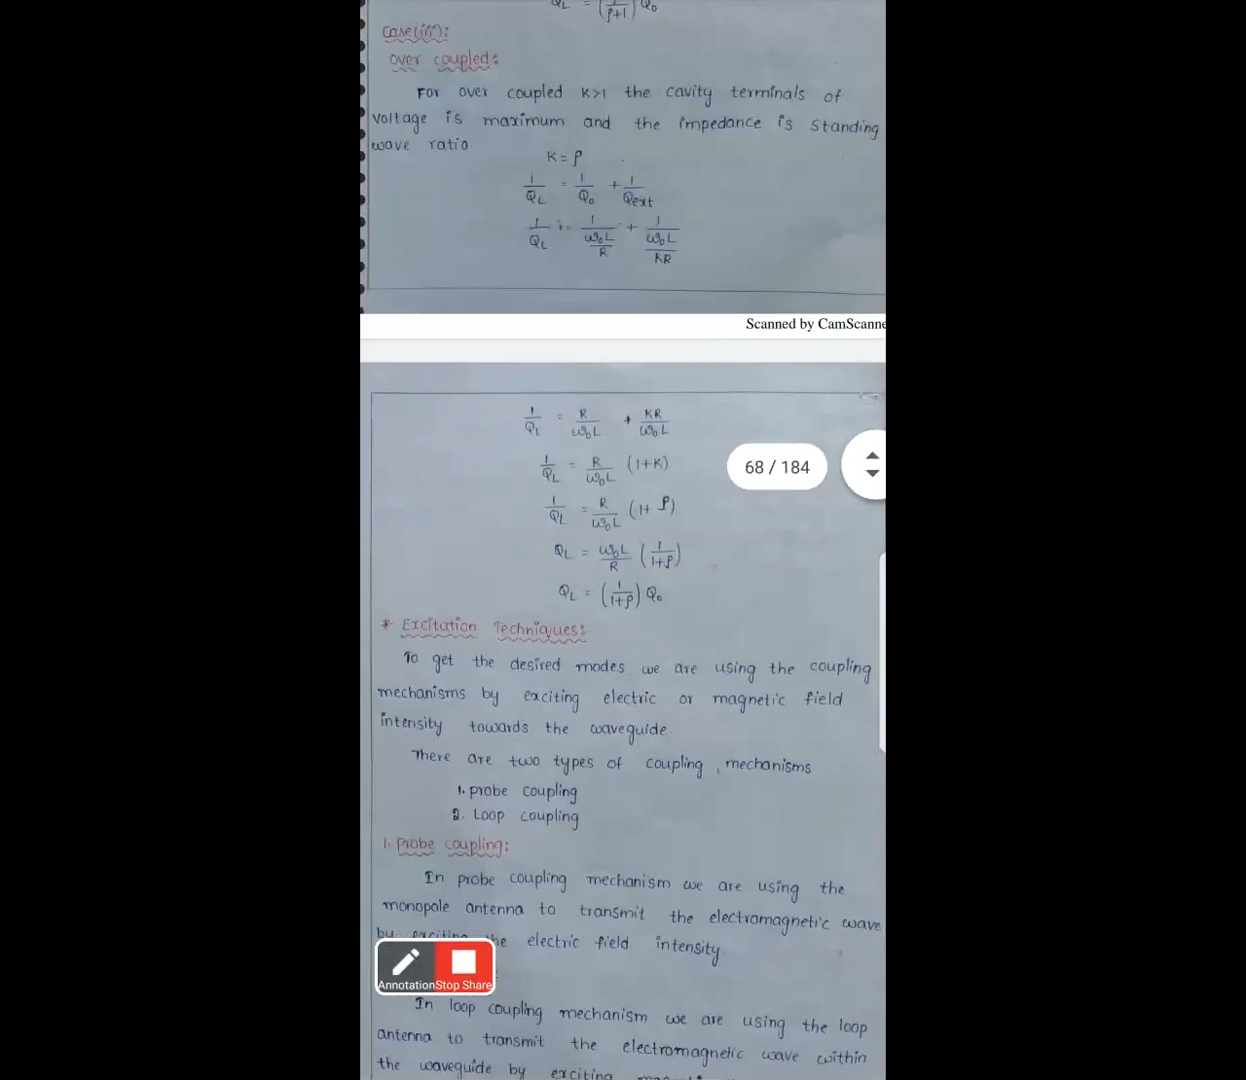 QL = (1/ρ+1) Q0
Case(iii):
over coupled:
For over coupled K>1 the cavity terminals of
voltage is maximum and the impedance is standing
wave ratio
K = ρ
1/QL = 1/Q0 + 1/Qext
1/QL = 1/(ω0L/R) + 1/(ω0L/KR)
Scanned by CamScanne
1/QL = R/ω0L + KR/ω0L
1/QL = R/ω0L (1+K)
68 / 184
1/QL = R/ω0L (1+ ρ)
QL = ω0L/R (1/1+ρ)
QL = (1/1+ρ) Q0
* Excitation Techniques:
To get the desired modes we are using the coupling
mechanisms by exciting electric or magnetic field
intensity towards the waveguide
There are two types of coupling mechanisms
1. probe coupling
2. Loop coupling
1. Probe coupling:
In probe coupling mechanism we are using the
monopole antenna to transmit the electromagnetic wave
by exciting the electric field intensity
Annotation Stop Share
In loop coupling mechanism we are using the loop
antenna to transmit the electromagnetic wave within
the waveguide by exciting